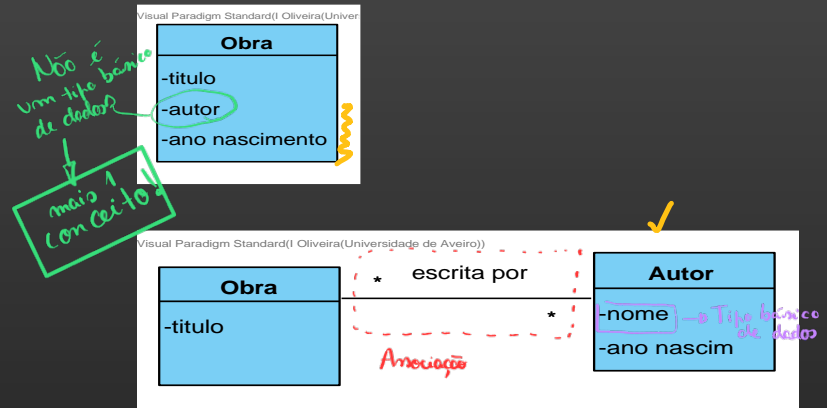 Visual Paradigm Standard(I Oliveira(Univer
Obra
-titulo
-autor
-ano nascimento
Não é
um tipo básico
de dados
mais 1
conceito!
Visual Paradigm Standard(I Oliveira(Universidade de Aveiro))
Obra
-titulo
* escrita por
*
Associação
Autor
-nome → Tipo básico
de dados
-ano nascim